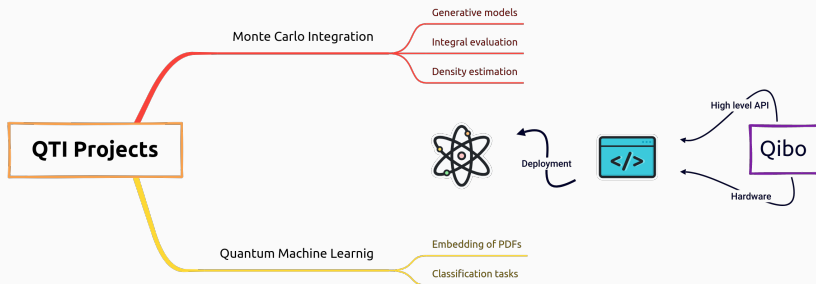 Generative models
Monte Carlo Integration
Integral evaluation
Density estimation
High level API
QTI Projects
</>
Qibo
Deployment
Hardware
Embedding of PDFs
Quantum Machine Learnig
Classification tasks